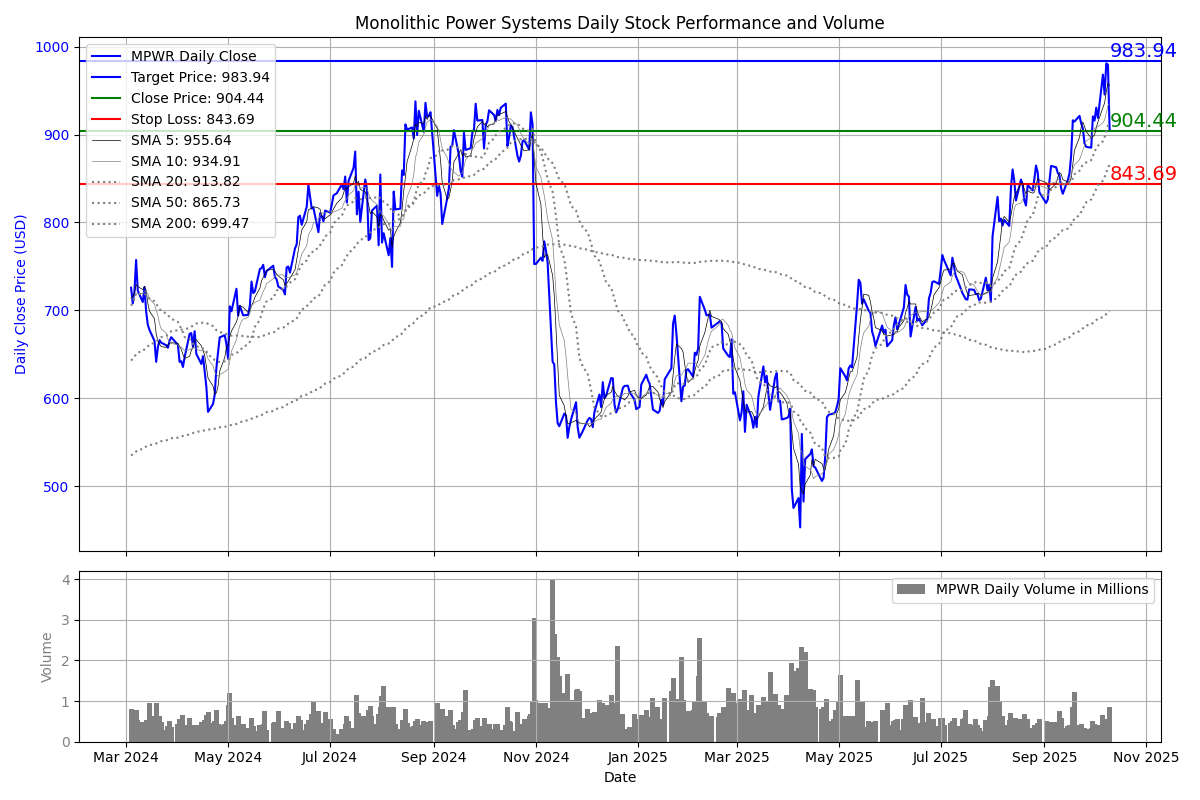 Monolithic Power Systems Daily Stock Performance and Volume
Daily Close Price (USD)
1000
900
800
700
600
500
MPWR Daily Close
Target Price: 983.94
Close Price: 904.44
Stop Loss: 843.69
SMA 5: 955.64
SMA 10: 934.91
SMA 20: 913.82
SMA 50: 865.73
SMA 200: 699.47
983.94
904.44
843.69
Volume
4
3
2
1
0
MPWR Daily Volume in Millions
Mar 2024 May 2024 Jul 2024 Sep 2024 Nov 2024 Jan 2025 Mar 2025 May 2025 Jul 2025 Sep 2025 Nov 2025
Date